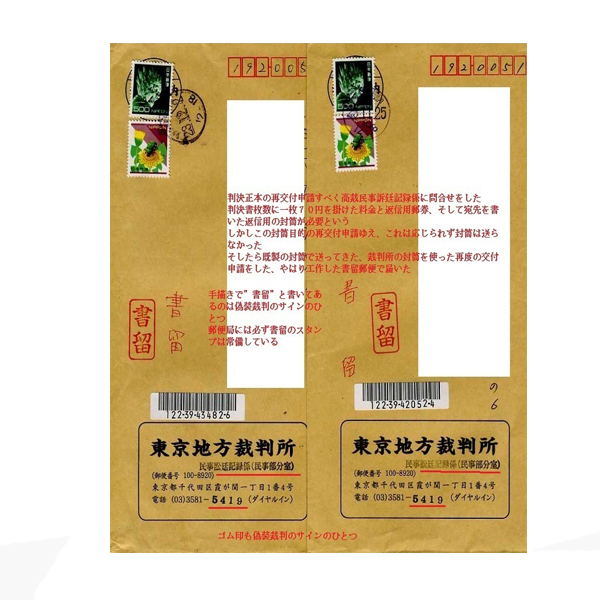 192005
192005１
500
NIPPON
500
NIPPON
判決正本の再交付申請すべく高裁民事訴訟廷記録係に問合せをした
判決書枚数に一枚７０円を掛けた料金と返信用郵券、そして宛先を書いた返信用の封筒が必要という
しかしこの封筒目的の再交付申請ゆえ、これは応じられず封筒は送らなかった
そしたら既製の封筒で送ってきた、裁判所の封筒を使った再度の交付申請をした、やはり工作した書留郵便で届いた
手描きで”書留”と書いてあ
るのは偽装裁判のサインのひ
とつ
郵便局には必ず書留のスタン
プは常備している
書留
書留
書留
書留
の6
122-39-43482-6
122-39-42052-4
東京地方裁判所
民事訟廷記録係(民事部分室)
(郵便番号 100-8920)
東京都千代田区霞が関一丁目1番4号
電話 (03)3581-5419 (ダイヤルイン)
東京地方裁判所
民事訟廷記録係(民事部分室)
(郵便番号 100-8920)
東京都千代田区霞が関一丁目1番4号
電話 (03)3581-5419 (ダイヤルイン)
ゴム印も偽装裁判のサインのひとつ